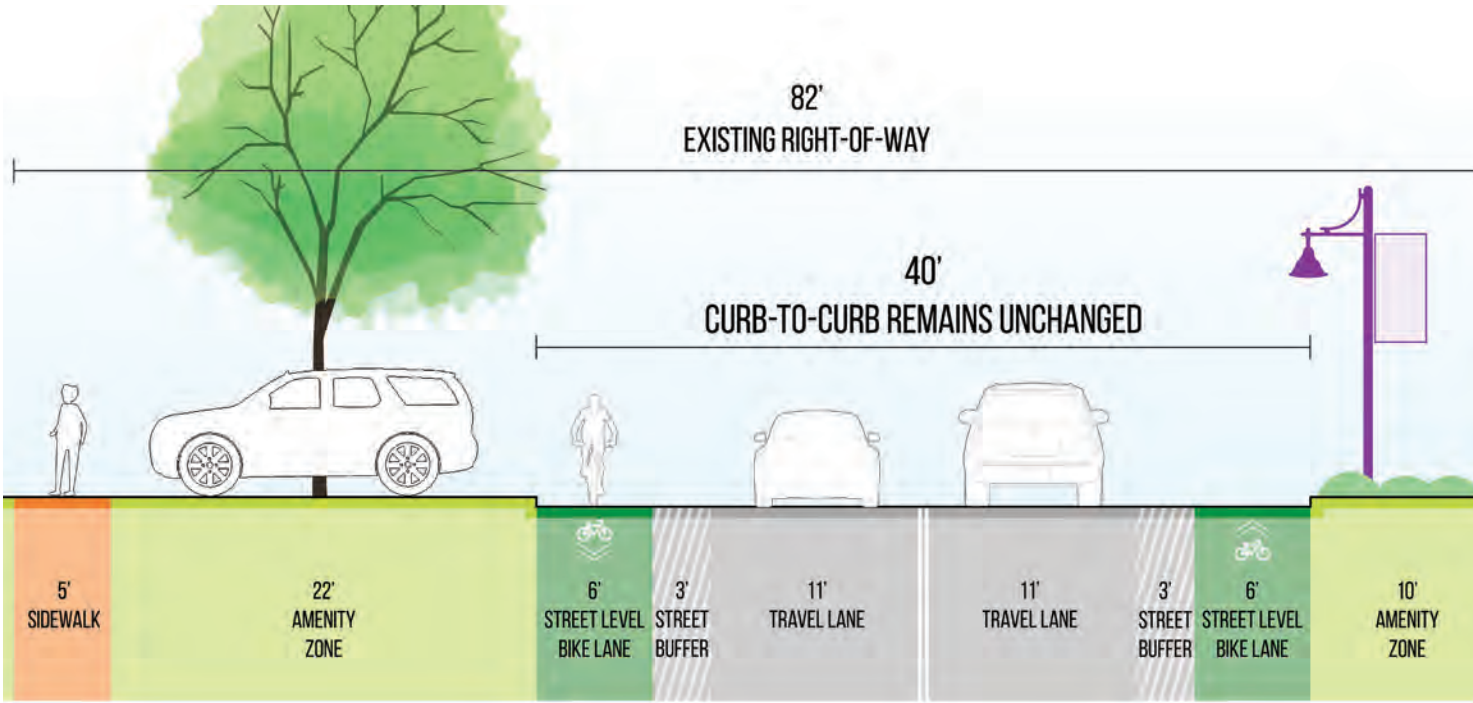 82'
EXISTING RIGHT-OF-WAY
40'
CURB-TO-CURB REMAINS UNCHANGED
5'
SIDEWALK
22'
AMENITY
ZONE
6'
STREET LEVEL
BIKE LANE
3'
STREET
BUFFER
11'
TRAVEL LANE
11'
TRAVEL LANE
3'
STREET
BUFFER
6'
STREET LEVEL
BIKE LANE
10'
AMENITY
ZONE